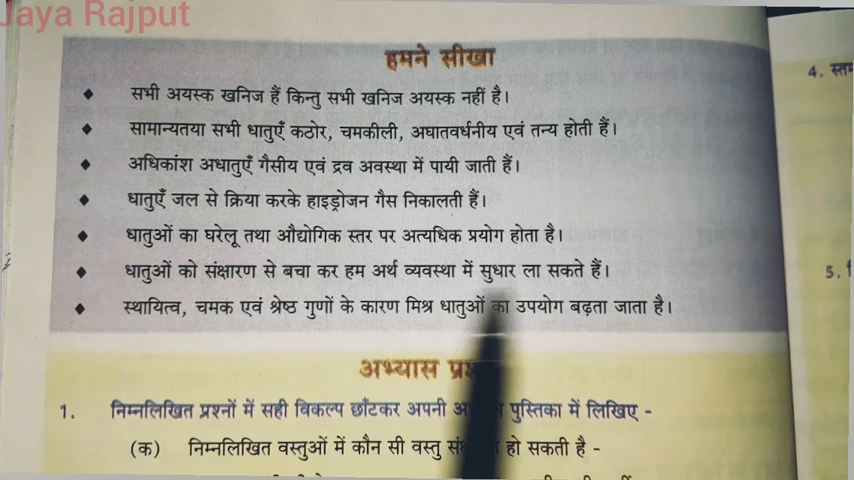 Jaya Rajput
हमने सीखा
4. स्तम
◆ सभी अयस्क खनिज हैं किन्तु सभी खनिज अयस्क नहीं है।
◆ सामान्यतया सभी धातुएँ कठोर, चमकीली, अघातवर्धनीय एवं तन्य होती हैं।
◆ अधिकांश अधातुएँ गैसीय एवं द्रव अवस्था में पायी जाती हैं।
◆ धातुएँ जल से क्रिया करके हाइड्रोजन गैस निकालती हैं।
◆ धातुओं का घरेलू तथा औद्योगिक स्तर पर अत्यधिक प्रयोग होता है।
◆ धातुओं को संक्षारण से बचा कर हम अर्थ व्यवस्था में सुधार ला सकते हैं।
5.
◆ स्थायित्व, चमक एवं श्रेष्ठ गुणों के कारण मिश्र धातुओं का उपयोग बढ़ता जाता है।
अभ्यास
1. निम्नलिखित प्रश्नों में सही विकल्प छाँटकर अपनी पुस्तिका में लिखिए -
(क) निम्नलिखित वस्तुओं में कौन सी वस्तु हो सकती है -